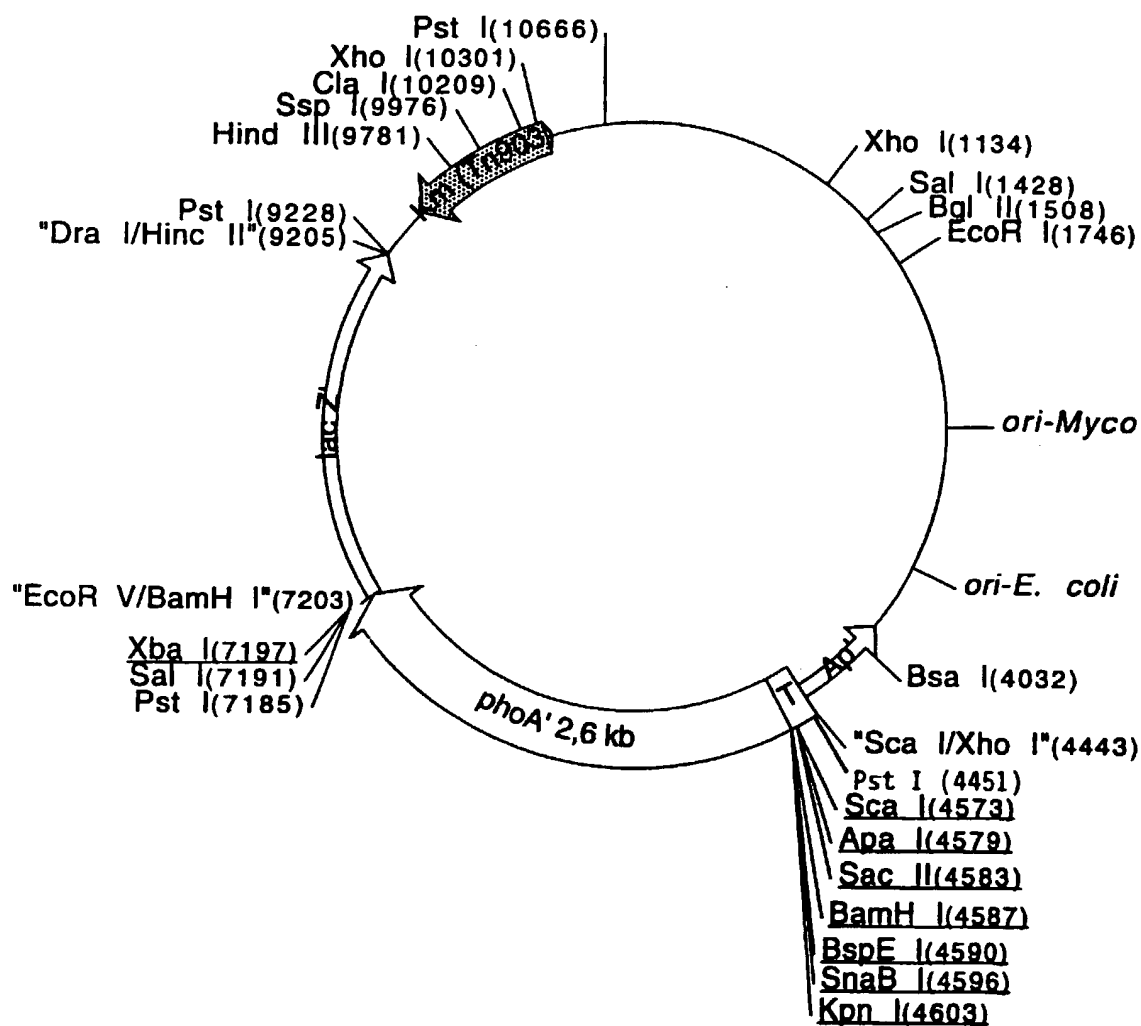 Pst I(10666)
Xho I(10301)
Cla I(10209)
Ssp I(9976)
Hind III(9781)
Pst I(9228)
"Dra I/Hinc II"(9205)
Xho I(1134)
Sal I(1428)
Bgl II(1508)
EcoR I(1746)
ori-Myco
ori-E. coli
Bsa I(4032)
"Sca I/Xho I"(4443)
Pst I (4451)
Sca I(4573)
Apa I(4579)
Sac II(4583)
BamH I(4587)
BspE I(4590)
SnaB I(4596)
Kpn I(4603)
"EcoR V/BamH I"(7203)
Xba I(7197)
Sal I(7191)
Pst I(7185)
lac Z'
phoA' 2,6 kb
T